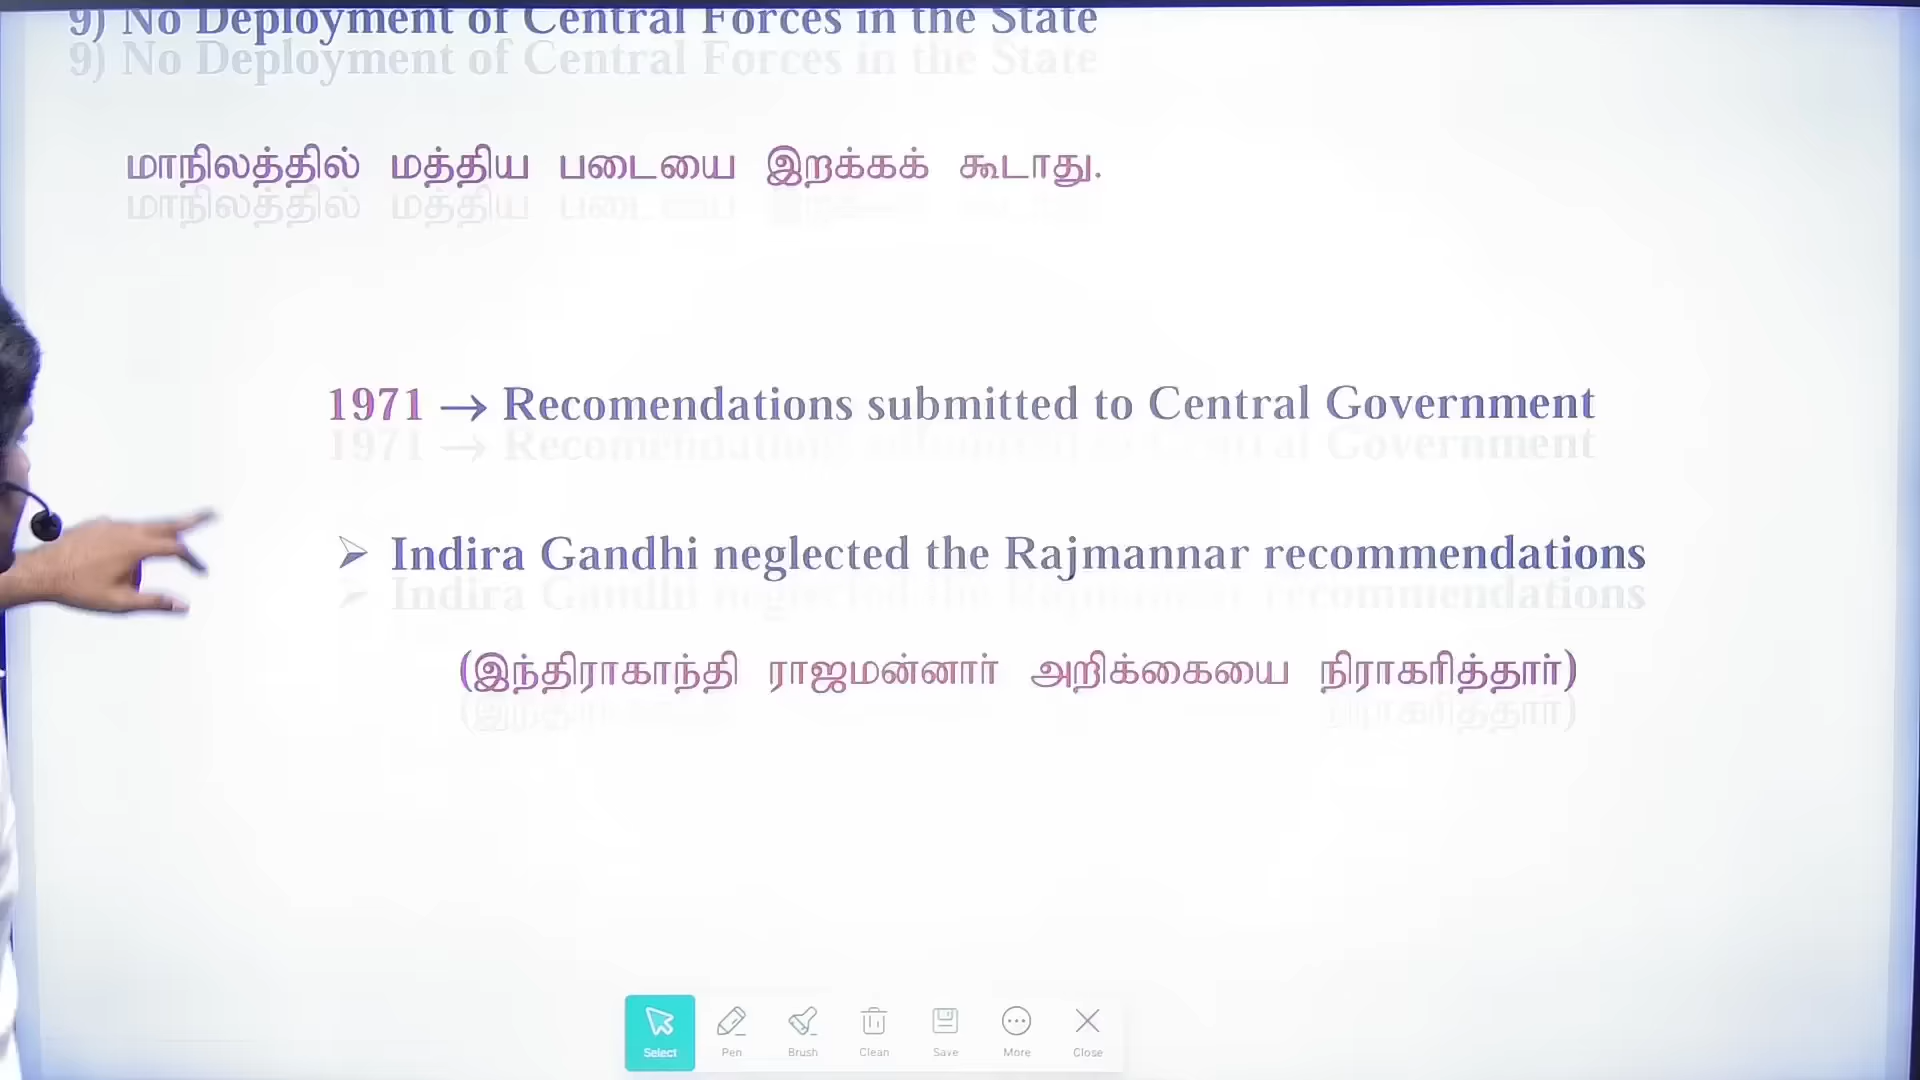 9) No Deployment of Central Forces in the State
மாநிலத்தில் மத்திய படையை இறக்கக் கூடாது.
1971 → Recomendations submitted to Central Government
➢ Indira Gandhi neglected the Rajmannar recommendations
(இந்திராகாந்தி ராஜமன்னார் அறிக்கையை நிராகரித்தார்)
Select Pen Brush Clean Save More Close